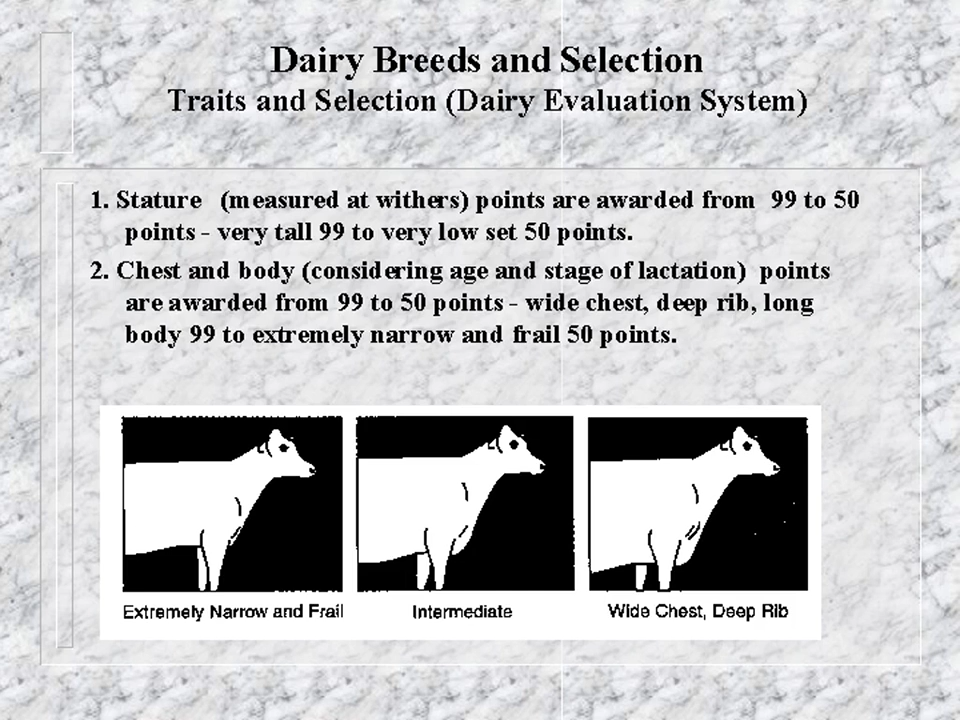 Dairy Breeds and Selection
Traits and Selection (Dairy Evaluation System)
1. Stature (measured at withers) points are awarded from 99 to 50
points - very tall 99 to very low set 50 points.
2. Chest and body (considering age and stage of lactation) points
are awarded from 99 to 50 points - wide chest, deep rib, long
body 99 to extremely narrow and frail 50 points.
Extremely Narrow and Frail
Intermediate
Wide Chest, Deep Rib